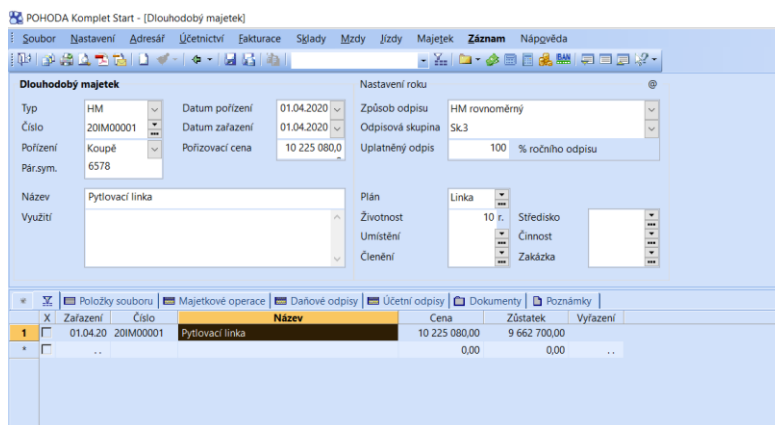 POHODA Komplet Start - [Dlouhodobý majetek]
Soubor Nastavení Adresář Účetnictví Fakturace Sklady Mzdy Jízdy Majetek Záznam Nápověda
Dlouhodobý majetek Nastavení roku @
Typ HM Datum pořízení 01.04.2020 Způsob odpisu HM rovnoměrný
Číslo 20IM00001 Datum zařazení 01.04.2020 Odpisová skupina Sk.3
Pořízení Koupě Pořizovací cena 10 225 080,0 Uplatněný odpis 100 % ročního odpisu
Pár.sym. 6578
Název Pytlovací linka Plán Linka
Využití Životnost 10 r. Středisko
Umístění Činnost
Členění Zakázka
Položky souboru Majetkové operace Daňové odpisy Účetní odpisy Dokumenty Poznámky
X Zařazení Číslo Název Cena Zůstatek Vyřazení
1 01.04.20 20IM00001 Pytlovací linka 10 225 080,00 9 662 700,00
* . . 0,00 0,00 . .